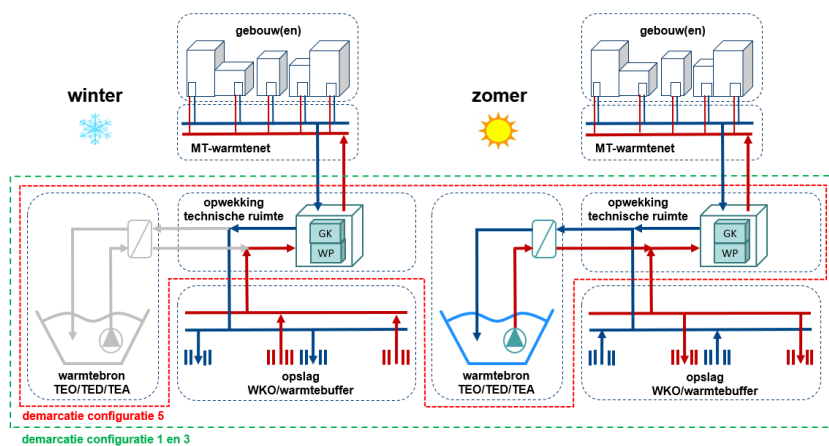 gebouw(en)
winter
MT-warmtenet
opwekking
technische ruimte
GK
WP
warmtebron
TEO/TED/TEA
opslag
WKO/warmtebuffer
gebouw(en)
zomer
MT-warmtenet
opwekking
technische ruimte
GK
WP
warmtebron
TEO/TED/TEA
opslag
WKO/warmtebuffer
demarcatie configuratie 5
demarcatie configuratie 1 en 3